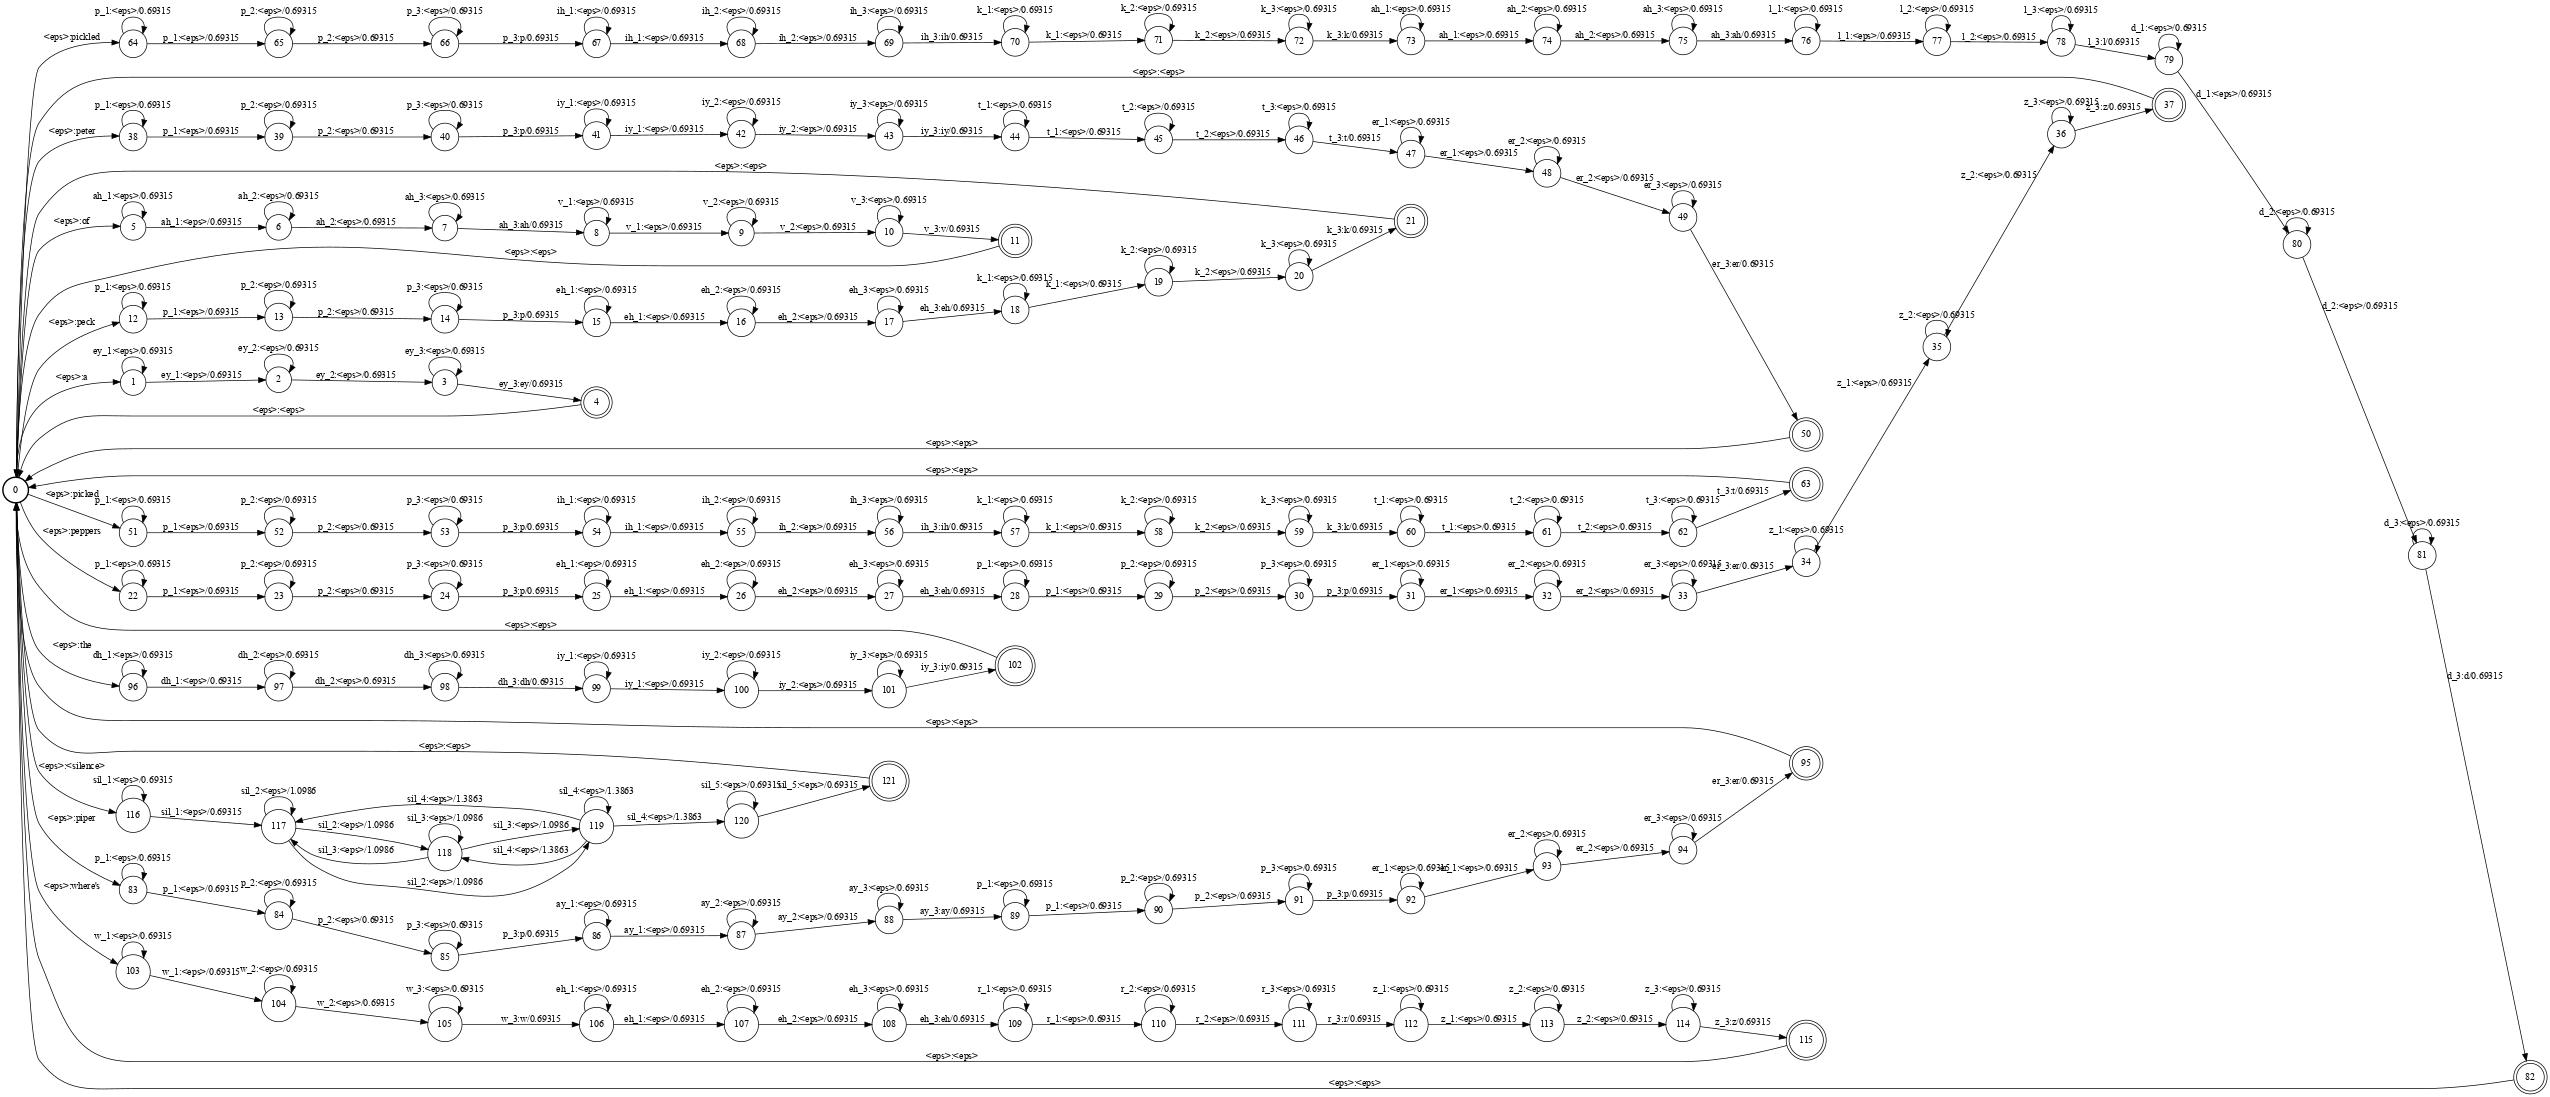 <eps>:pickled 64 p_1:<eps>/0.69315 p_1:<eps>/0.69315 65 p_2:<eps>/0.69315 p_2:<eps>/0.69315 66 p_3:<eps>/0.69315 p_3:p/0.69315 67 ih_1:<eps>/0.69315 ih_1:<eps>/0.69315 68 ih_2:<eps>/0.69315 ih_2:<eps>/0.69315 69 ih_3:<eps>/0.69315 ih_3:ih/0.69315 70 k_1:<eps>/0.69315 k_1:<eps>/0.69315 71 k_2:<eps>/0.69315 k_2:<eps>/0.69315 72 k_3:<eps>/0.69315 k_3:k/0.69315 73 ah_1:<eps>/0.69315 ah_1:<eps>/0.69315 74 ah_2:<eps>/0.69315 ah_2:<eps>/0.69315 75 ah_3:<eps>/0.69315 ah_3:ah/0.69315 76 l_1:<eps>/0.69315 l_1:<eps>/0.69315 77 l_2:<eps>/0.69315 l_2:<eps>/0.69315 78 l_3:<eps>/0.69315 l_3:l/0.69315 79 d_1:<eps>/0.69315 d_1:<eps>/0.69315 80 d_2:<eps>/0.69315 d_2:<eps>/0.69315 81 d_3:<eps>/0.69315 d_3:d/0.69315 82 <eps>:<eps>
<eps>:peter 38 p_1:<eps>/0.69315 p_1:<eps>/0.69315 39 p_2:<eps>/0.69315 p_2:<eps>/0.69315 40 p_3:<eps>/0.69315 p_3:p/0.69315 41 iy_1:<eps>/0.69315 iy_1:<eps>/0.69315 42 iy_2:<eps>/0.69315 iy_2:<eps>/0.69315 43 iy_3:<eps>/0.69315 iy_3:iy/0.69315 44 t_1:<eps>/0.69315 t_1:<eps>/0.69315 45 t_2:<eps>/0.69315 t_2:<eps>/0.69315 46 t_3:<eps>/0.69315 t_3:t/0.69315 47 er_1:<eps>/0.69315 er_1:<eps>/0.69315 48 er_2:<eps>/0.69315 er_2:<eps>/0.69315 49 er_3:<eps>/0.69315 er_3:er/0.69315 50 <eps>:<eps>
<eps>:of 5 ah_1:<eps>/0.69315 ah_1:<eps>/0.69315 6 ah_2:<eps>/0.69315 ah_2:<eps>/0.69315 7 ah_3:<eps>/0.69315 ah_3:ah/0.69315 8 v_1:<eps>/0.69315 v_1:<eps>/0.69315 9 v_2:<eps>/0.69315 v_2:<eps>/0.69315 10 v_3:<eps>/0.69315 v_3:v/0.69315 11 <eps>:<eps>
<eps>:peck 12 p_1:<eps>/0.69315 p_1:<eps>/0.69315 13 p_2:<eps>/0.69315 p_2:<eps>/0.69315 14 p_3:<eps>/0.69315 p_3:p/0.69315 15 eh_1:<eps>/0.69315 eh_1:<eps>/0.69315 16 eh_2:<eps>/0.69315 eh_2:<eps>/0.69315 17 eh_3:<eps>/0.69315 eh_3:eh/0.69315 18 k_1:<eps>/0.69315 k_1:<eps>/0.69315 19 k_2:<eps>/0.69315 k_2:<eps>/0.69315 20 k_3:<eps>/0.69315 k_3:k/0.69315 21 <eps>:<eps>
<eps>:a 1 ey_1:<eps>/0.69315 ey_1:<eps>/0.69315 2 ey_2:<eps>/0.69315 ey_2:<eps>/0.69315 3 ey_3:<eps>/0.69315 ey_3:ey/0.69315 4 <eps>:<eps>
0
<eps>:picked 51 p_1:<eps>/0.69315 p_1:<eps>/0.69315 52 p_2:<eps>/0.69315 p_2:<eps>/0.69315 53 p_3:<eps>/0.69315 p_3:p/0.69315 54 ih_1:<eps>/0.69315 ih_1:<eps>/0.69315 55 ih_2:<eps>/0.69315 ih_2:<eps>/0.69315 56 ih_3:<eps>/0.69315 ih_3:ih/0.69315 57 k_1:<eps>/0.69315 k_1:<eps>/0.69315 58 k_2:<eps>/0.69315 k_2:<eps>/0.69315 59 k_3:<eps>/0.69315 k_3:k/0.69315 60 t_1:<eps>/0.69315 t_1:<eps>/0.69315 61 t_2:<eps>/0.69315 t_2:<eps>/0.69315 62 t_3:<eps>/0.69315 t_3:t/0.69315 63 <eps>:<eps>
<eps>:peppers 22 p_1:<eps>/0.69315 p_1:<eps>/0.69315 23 p_2:<eps>/0.69315 p_2:<eps>/0.69315 24 p_3:<eps>/0.69315 p_3:p/0.69315 25 eh_1:<eps>/0.69315 eh_1:<eps>/0.69315 26 eh_2:<eps>/0.69315 eh_2:<eps>/0.69315 27 eh_3:<eps>/0.69315 eh_3:eh/0.69315 28 p_1:<eps>/0.69315 p_1:<eps>/0.69315 29 p_2:<eps>/0.69315 p_2:<eps>/0.69315 30 p_3:<eps>/0.69315 p_3:p/0.69315 31 er_1:<eps>/0.69315 er_1:<eps>/0.69315 32 er_2:<eps>/0.69315 er_2:<eps>/0.69315 33 er_3:<eps>/0.69315 er_3:er/0.69315 34 z_1:<eps>/0.69315 z_1:<eps>/0.69315 35 z_2:<eps>/0.69315 z_2:<eps>/0.69315 36 z_3:<eps>/0.69315 z_3:z/0.69315 37 <eps>:<eps>
<eps>:the 96 dh_1:<eps>/0.69315 dh_1:<eps>/0.69315 97 dh_2:<eps>/0.69315 dh_2:<eps>/0.69315 98 dh_3:<eps>/0.69315 dh_3:dh/0.69315 99 iy_1:<eps>/0.69315 iy_1:<eps>/0.69315 100 iy_2:<eps>/0.69315 iy_2:<eps>/0.69315 101 iy_3:<eps>/0.69315 iy_3:iy/0.69315 102 <eps>:<eps>
<eps>:<silence> 116 sil_1:<eps>/0.69315 sil_1:<eps>/0.69315 117 sil_2:<eps>/1.0986 sil_2:<eps>/1.0986 sil_2:<eps>/1.0986 118 sil_3:<eps>/1.0986 sil_3:<eps>/1.0986 sil_3:<eps>/1.0986 119 sil_4:<eps>/1.3863 sil_4:<eps>/1.3863 sil_4:<eps>/1.3863 sil_4:<eps>/1.3863 120 sil_5:<eps>/0.69315 sil_5:<eps>/0.69315 121 <eps>:<eps>
<eps>:piper 83 p_1:<eps>/0.69315 p_1:<eps>/0.69315 84 p_2:<eps>/0.69315 p_2:<eps>/0.69315 85 p_3:<eps>/0.69315 p_3:p/0.69315 86 ay_1:<eps>/0.69315 ay_1:<eps>/0.69315 87 ay_2:<eps>/0.69315 ay_2:<eps>/0.69315 88 ay_3:<eps>/0.69315 ay_3:ay/0.69315 89 p_1:<eps>/0.69315 p_1:<eps>/0.69315 90 p_2:<eps>/0.69315 p_2:<eps>/0.69315 91 p_3:<eps>/0.69315 p_3:p/0.69315 92 er_1:<eps>/0.69315 er_1:<eps>/0.69315 93 er_2:<eps>/0.69315 er_2:<eps>/0.69315 94 er_3:<eps>/0.69315 er_3:er/0.69315 95 <eps>:<eps>
<eps>:where's 103 w_1:<eps>/0.69315 w_1:<eps>/0.69315 104 w_2:<eps>/0.69315 w_2:<eps>/0.69315 105 w_3:<eps>/0.69315 w_3:w/0.69315 106 eh_1:<eps>/0.69315 eh_1:<eps>/0.69315 107 eh_2:<eps>/0.69315 eh_2:<eps>/0.69315 108 eh_3:<eps>/0.69315 eh_3:eh/0.69315 109 r_1:<eps>/0.69315 r_1:<eps>/0.69315 110 r_2:<eps>/0.69315 r_2:<eps>/0.69315 111 r_3:<eps>/0.69315 r_3:r/0.69315 112 z_1:<eps>/0.69315 z_1:<eps>/0.69315 113 z_2:<eps>/0.69315 z_2:<eps>/0.69315 114 z_3:<eps>/0.69315 z_3:z/0.69315 115 <eps>:<eps>